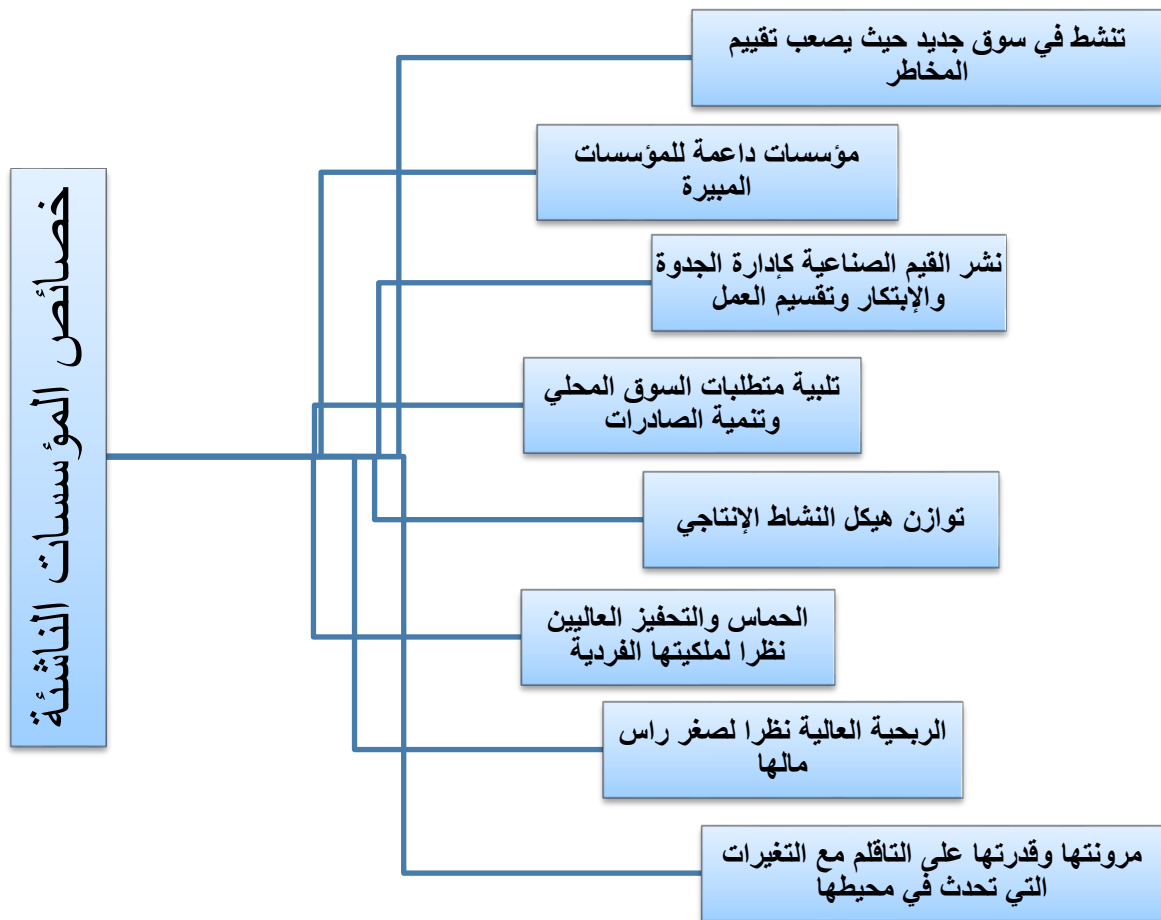 خصائص المؤسسات الناشئة
تنشط في سوق جديد حيث يصعب تقييم
المخاطر
مؤسسات داعمة للمؤسسات
المبيرة
نشر القيم الصناعية كإدارة الجدوة
والإبتكار وتقسيم العمل
تلبية متطلبات السوق المحلي
وتنمية الصادرات
توازن هيكل النشاط الإنتاجي
الحماس والتحفيز العاليين
نظرا لملكيتها الفردية
الربحية العالية نظرا لصغر راس
مالها
مرونتها وقدرتها على التاقلم مع التغيرات
التي تحدث في محيطها